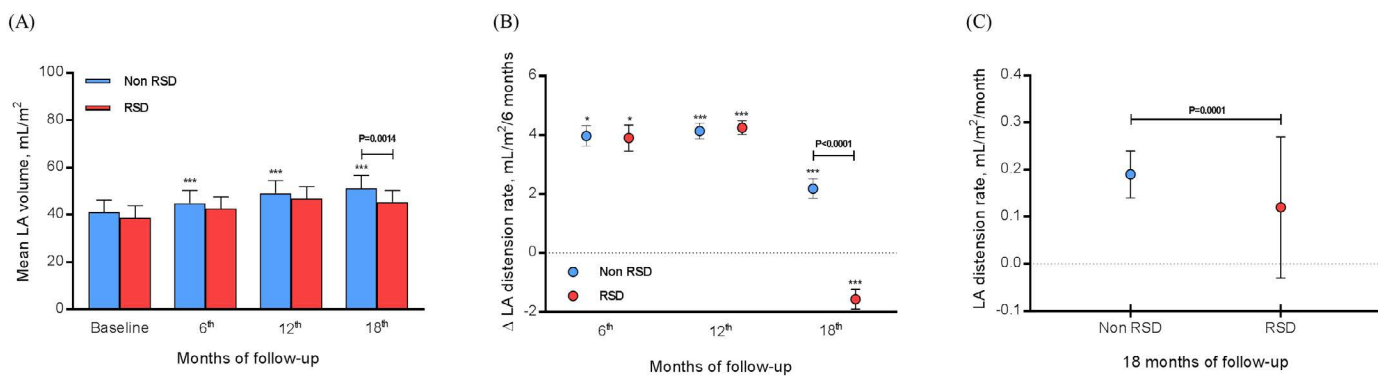 (A)
Mean LA volume, mL/m²
100
80
60
40
20
0
Non RSD
RSD
***
***
***
P=0.0014
Baseline
6th
12th
18th
Months of follow-up
(B)
Δ LA distension rate, mL/m²/6 months
6
4
2
0
-2
*
*
***
***
P<0.0001
***
***
Non RSD
RSD
6th
12th
18th
Months of follow-up
(C)
LA distension rate, mL/m²/month
0.4
0.3
0.2
0.1
0.0
-0.1
P=0.0001
Non RSD
RSD
18 months of follow-up